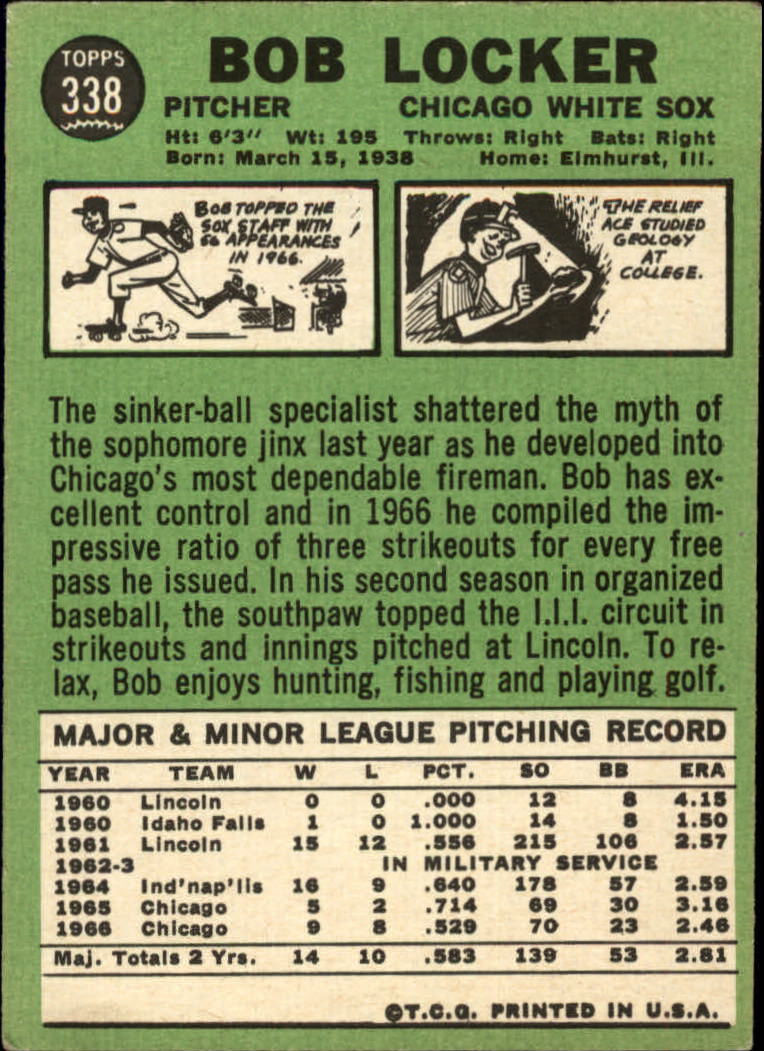 TOPPS
338
BOB LOCKER
PITCHER CHICAGO WHITE SOX
Ht: 6'3" Wt: 195 Throws: Right Bats: Right
Born: March 15, 1938 Home: Elmhurst, Ill.
BOB TOPPED THE
SOX STAFF WITH
56 APPEARANCES
IN 1966.
THE RELIEF
ACE STUDIED
GEOLOGY
AT
COLLEGE.
The sinker-ball specialist shattered the myth of
the sophomore jinx last year as he developed into
Chicago's most dependable fireman. Bob has ex-
cellent control and in 1966 he compiled the im-
pressive ratio of three strikeouts for every free
pass he issued. In his second season in organized
baseball, the southpaw topped the I.I.I. circuit in
strikeouts and innings pitched at Lincoln. To re-
lax, Bob enjoys hunting, fishing and playing golf.
MAJOR & MINOR LEAGUE PITCHING RECORD
YEAR TEAM W L PCT. SO BB ERA
1960 Lincoln 0 0 .000 12 8 4.15
1960 Idaho Falls 1 0 1.000 14 8 1.50
1961 Lincoln 15 12 .556 215 106 2.57
1962-3 IN MILITARY SERVICE
1964 Ind'nap'lis 16 9 .640 178 57 2.59
1965 Chicago 5 2 .714 69 30 3.16
1966 Chicago 9 8 .529 70 23 2.46
Maj. Totals 2 Yrs. 14 10 .583 139 53 2.81
©T.C.G. PRINTED IN U.S.A.